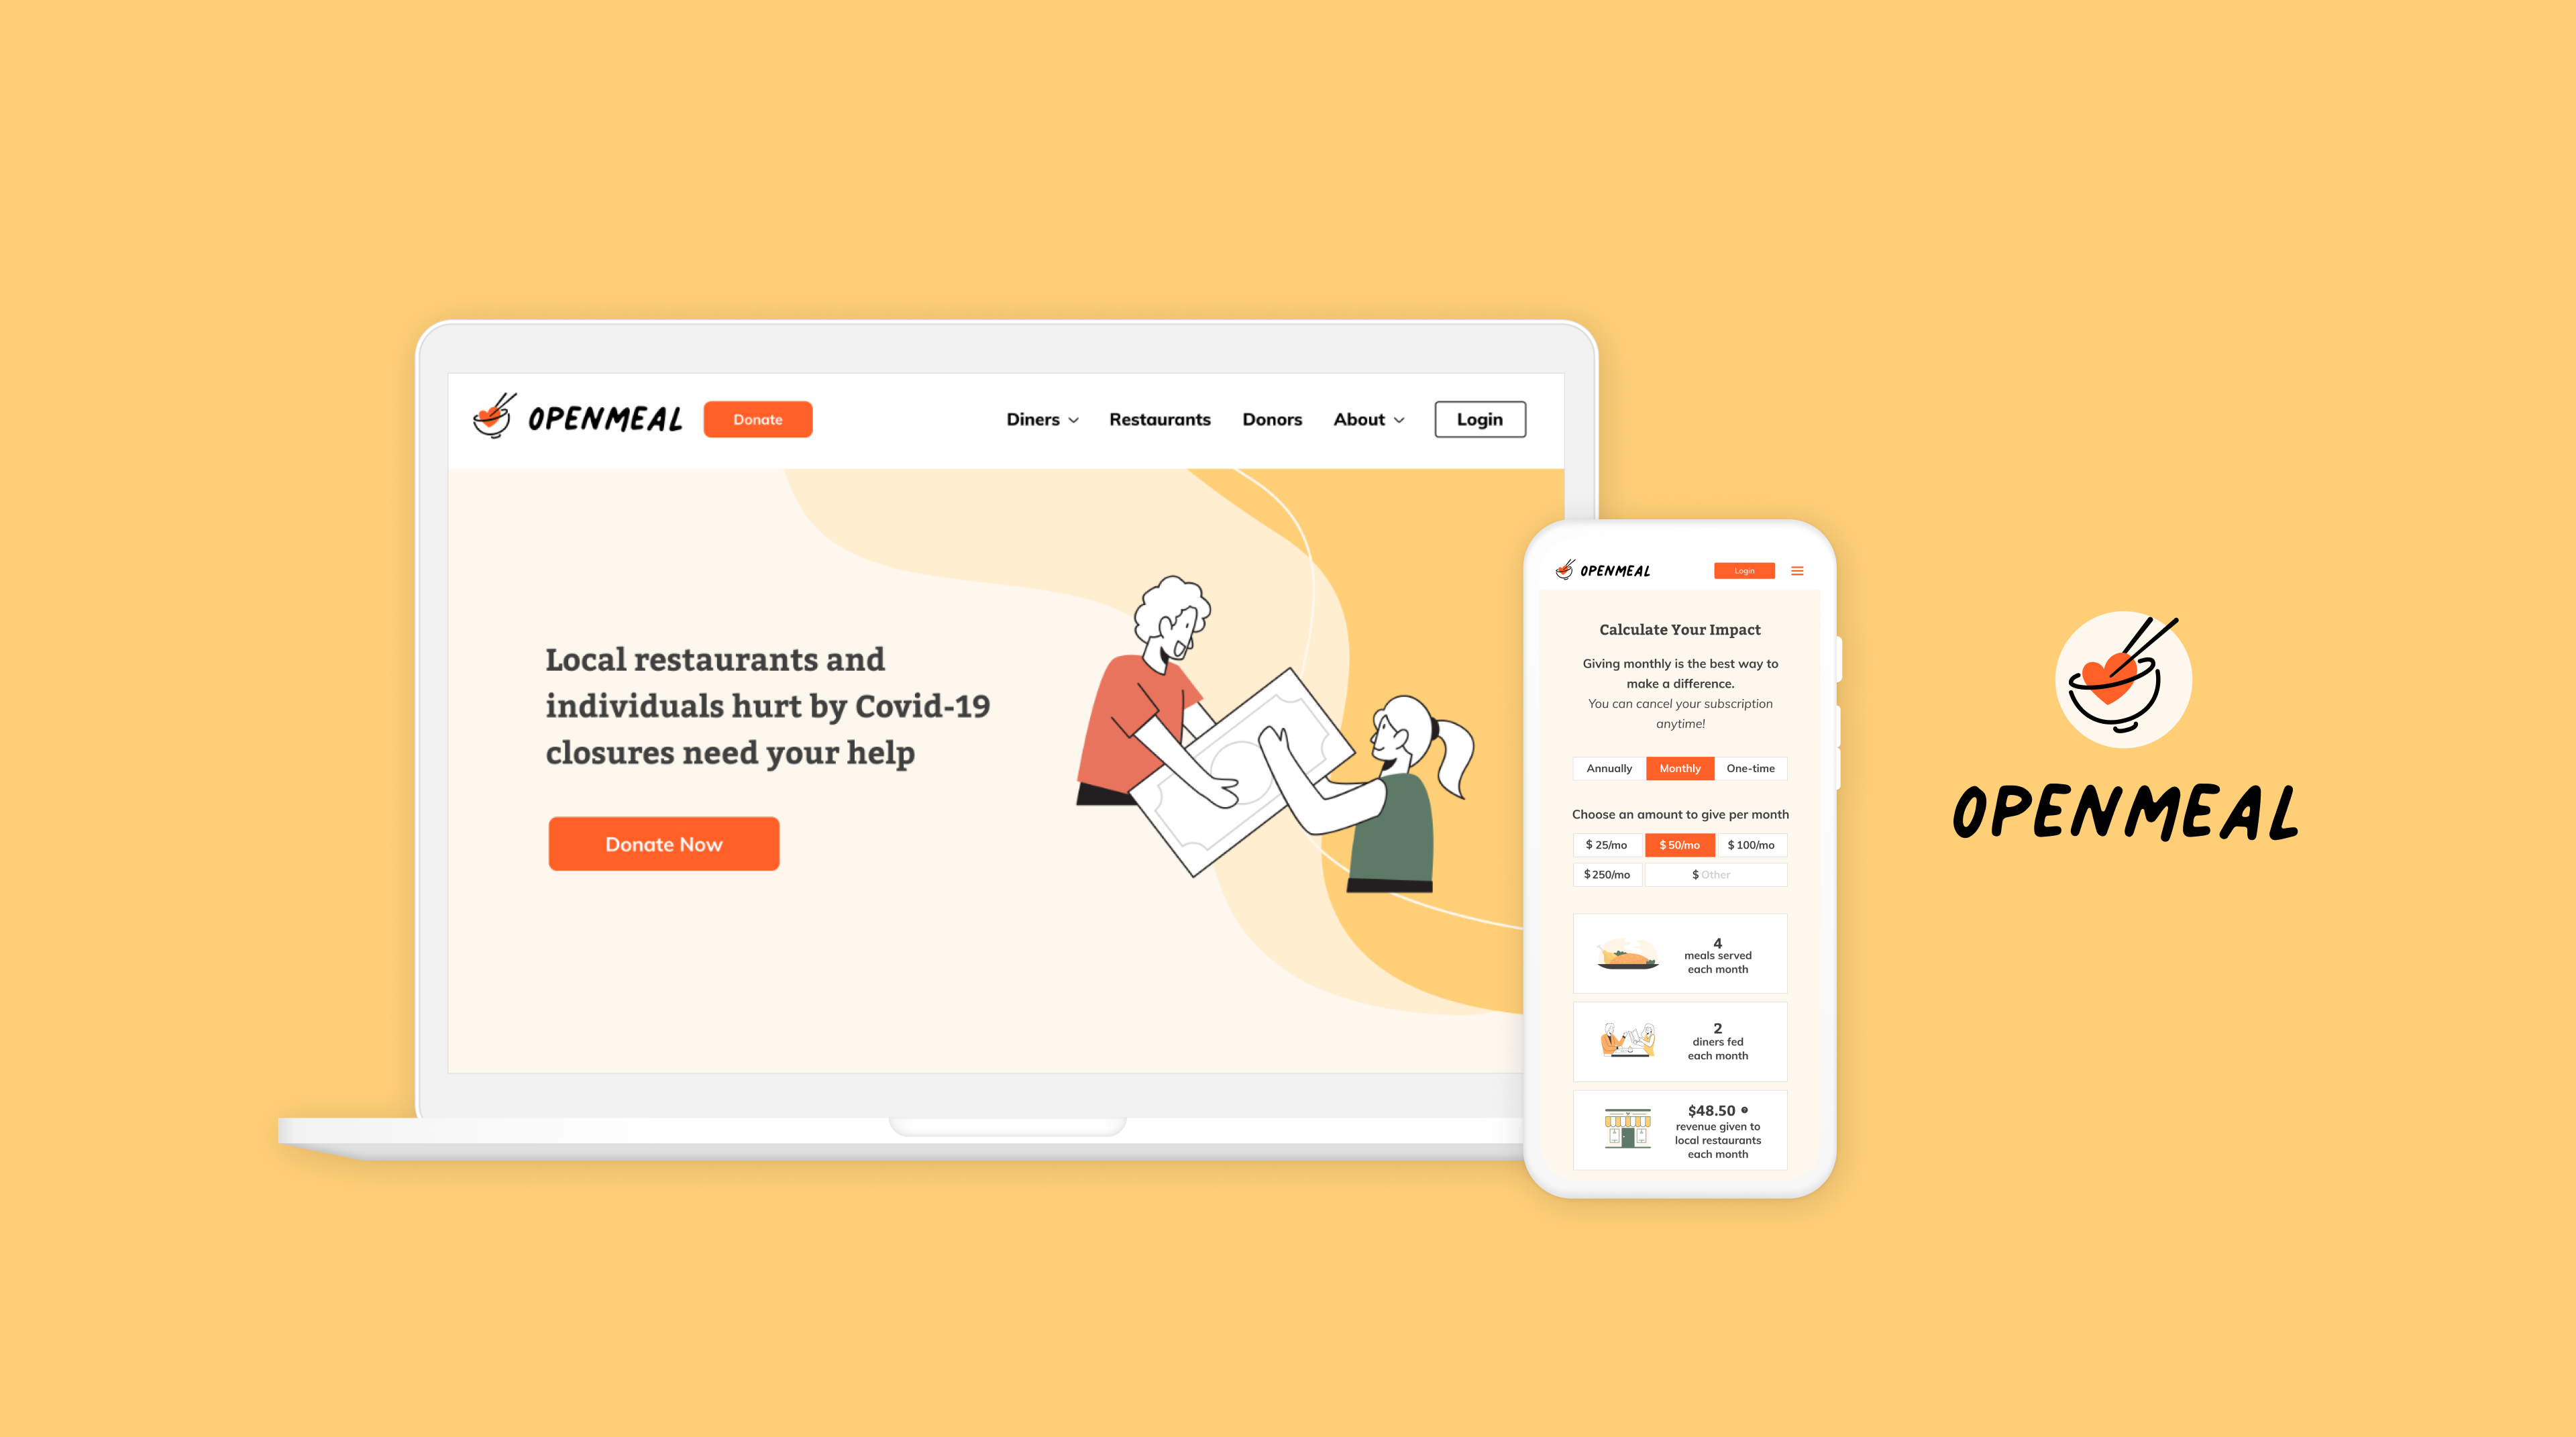 OPENMEAL
Donate
Diners
Restaurants
Donors
About
Login
Local restaurants and
individuals hurt by Covid-19
closures need your help
Donate Now
OPENMEAL
Login
Calculate Your Impact
Giving monthly is the best way to
make a difference.
You can cancel your subscription
anytime!
Annually
Monthly
One-time
Choose an amount to give per month
$ 25/mo
$ 50/mo
$ 100/mo
$ 250/mo
$ Other
4
meals served
each month
2
diners fed
each month
$48.50
revenue given to
local restaurants
each month
OPENMEAL